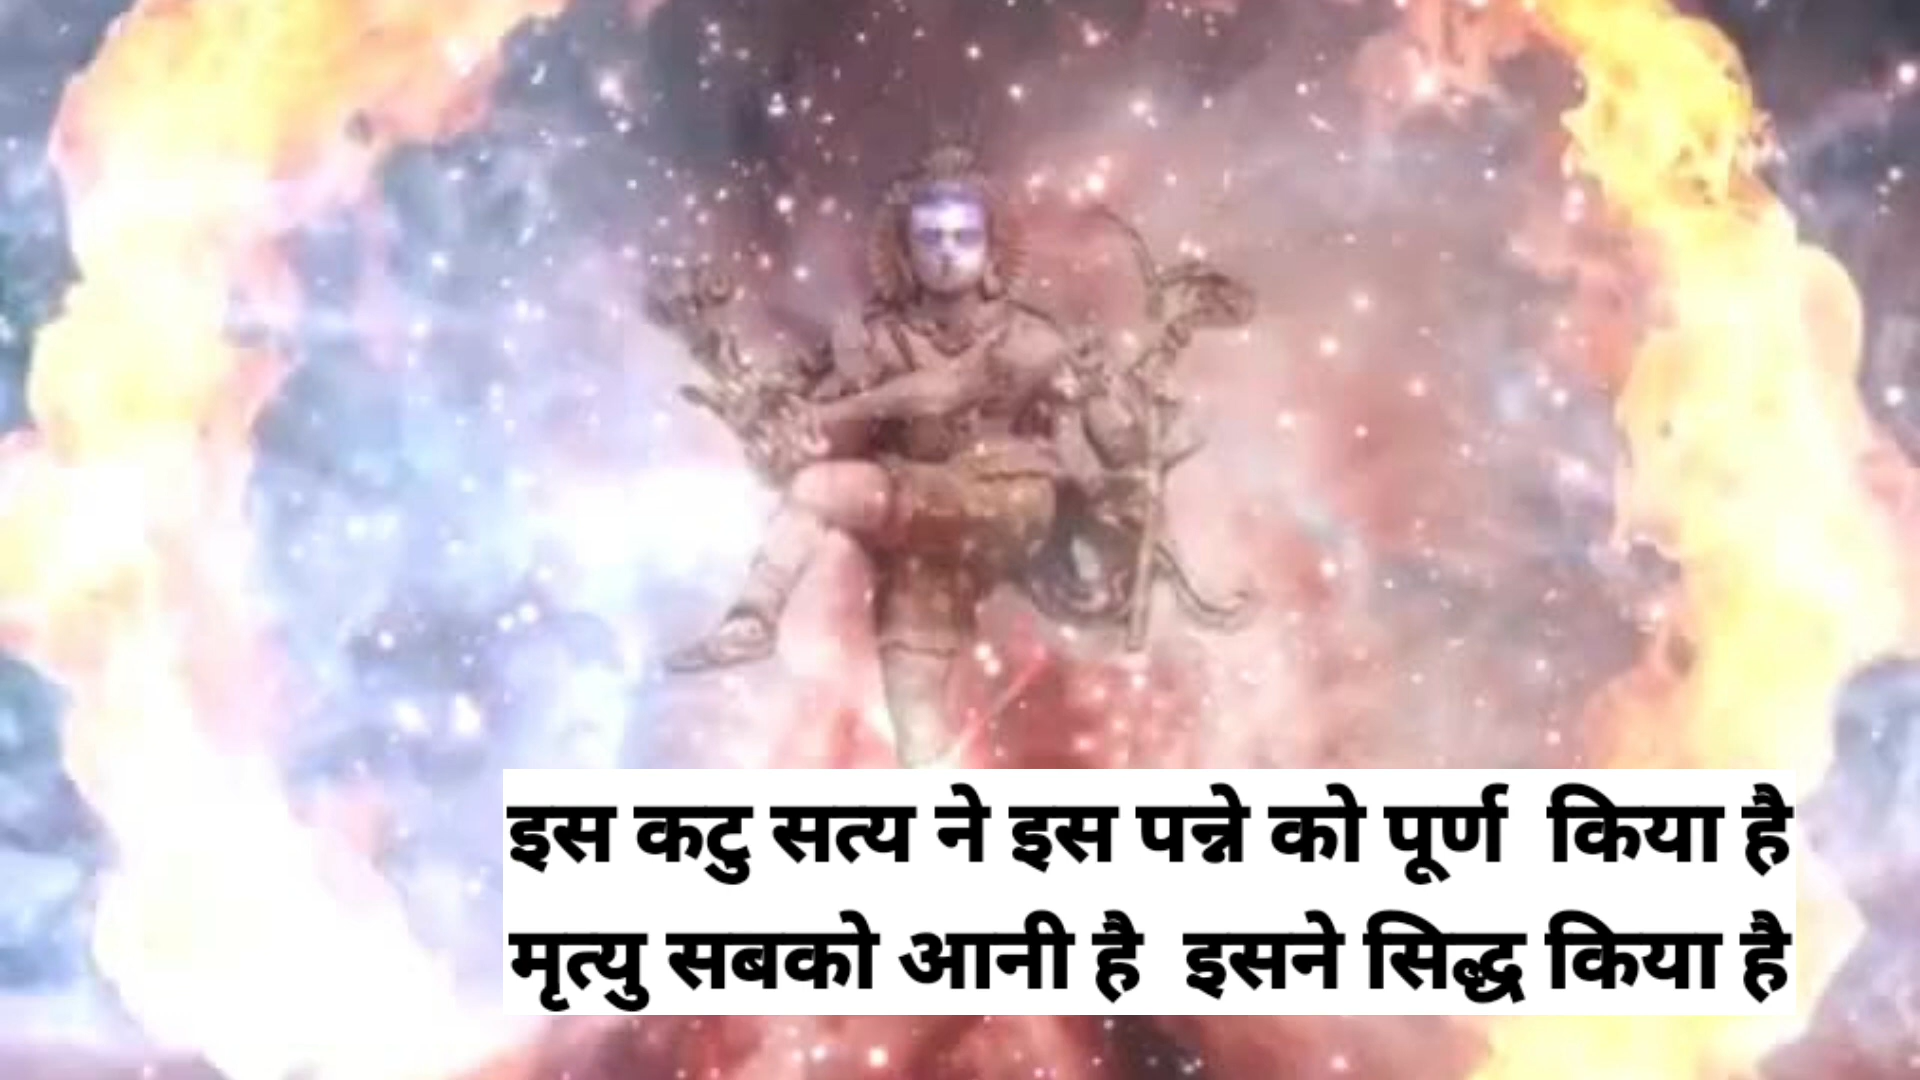 इस कटु सत्य ने इस पन्ने को पूर्ण किया है
मृत्यु सबको आनी है इसने सिद्ध किया है